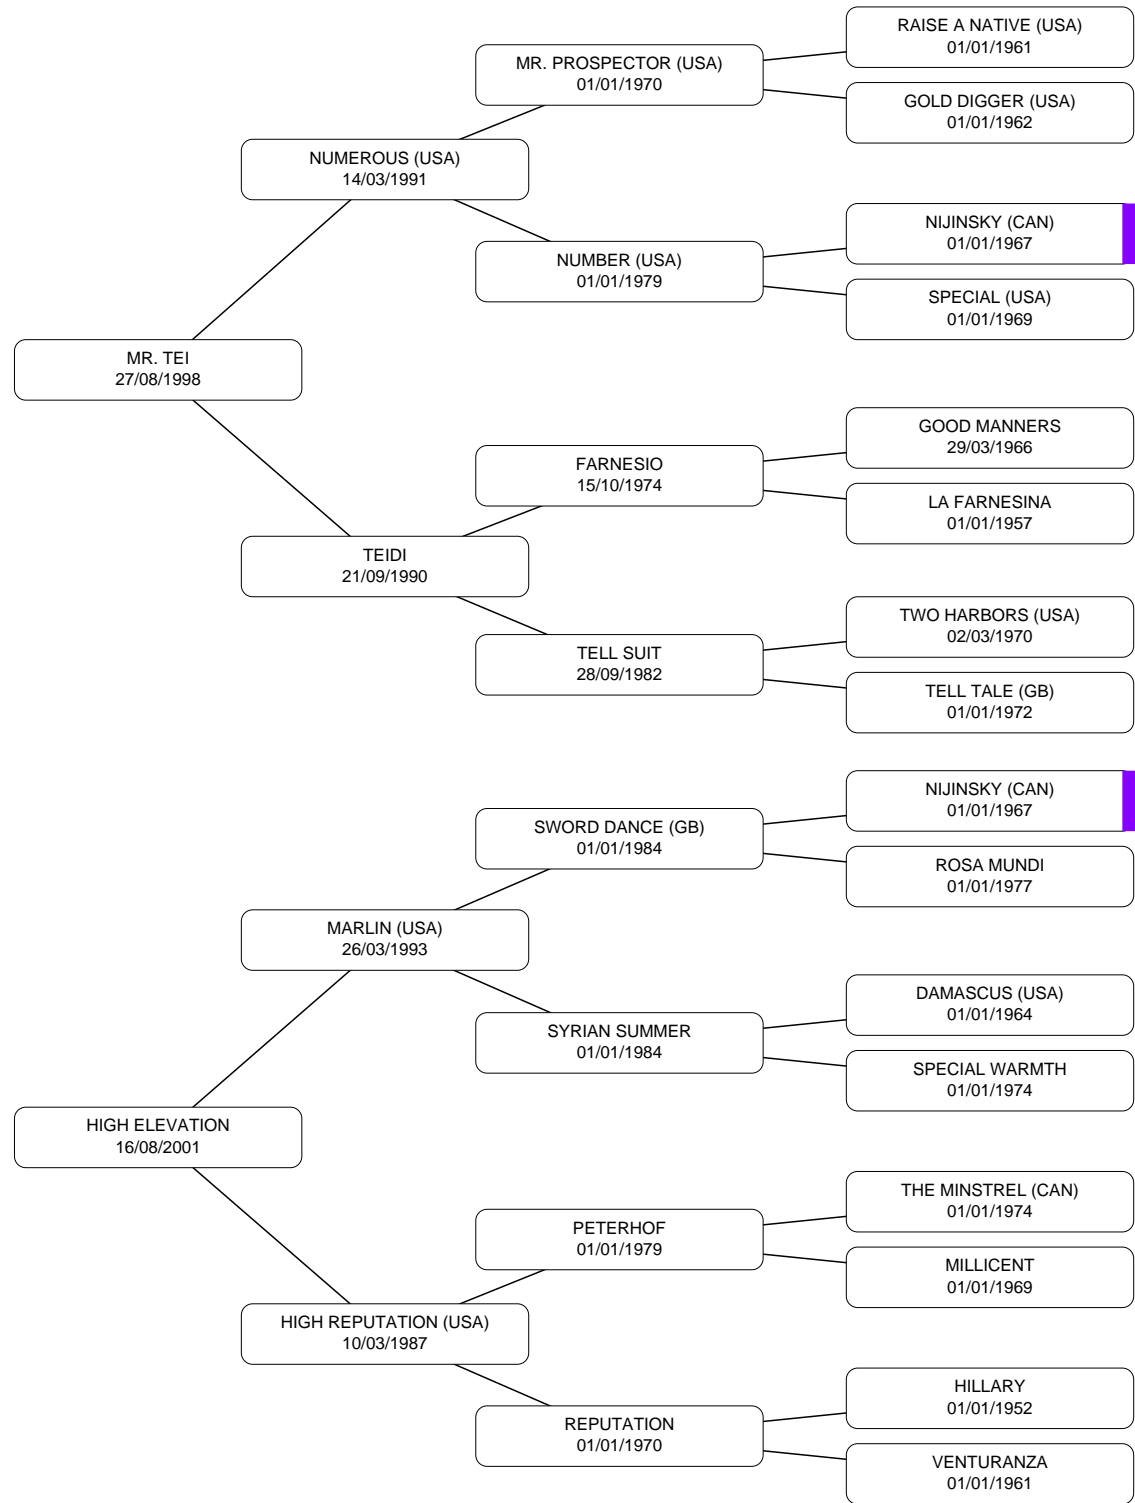 RAISE A NATIVE (USA)
01/01/1961
MR. PROSPECTOR (USA)
01/01/1970
GOLD DIGGER (USA)
01/01/1962
NUMEROUS (USA)
14/03/1991
NIJINSKY (CAN)
01/01/1967
NUMBER (USA)
01/01/1979
SPECIAL (USA)
01/01/1969
MR. TEI
27/08/1998
GOOD MANNERS
29/03/1966
FARNESIO
15/10/1974
LA FARNESINA
01/01/1957
TEIDI
21/09/1990
TWO HARBORS (USA)
02/03/1970
TELL SUIT
28/09/1982
TELL TALE (GB)
01/01/1972
NIJINSKY (CAN)
01/01/1967
SWORD DANCE (GB)
01/01/1984
ROSA MUNDI
01/01/1977
MARLIN (USA)
26/03/1993
DAMASCUS (USA)
01/01/1964
SYRIAN SUMMER
01/01/1984
SPECIAL WARMTH
01/01/1974
HIGH ELEVATION
16/08/2001
THE MINSTREL (CAN)
01/01/1974
PETERHOF
01/01/1979
MILLICENT
01/01/1969
HIGH REPUTATION (USA)
10/03/1987
HILLARY
01/01/1952
REPUTATION
01/01/1970
VENTURANZA
01/01/1961